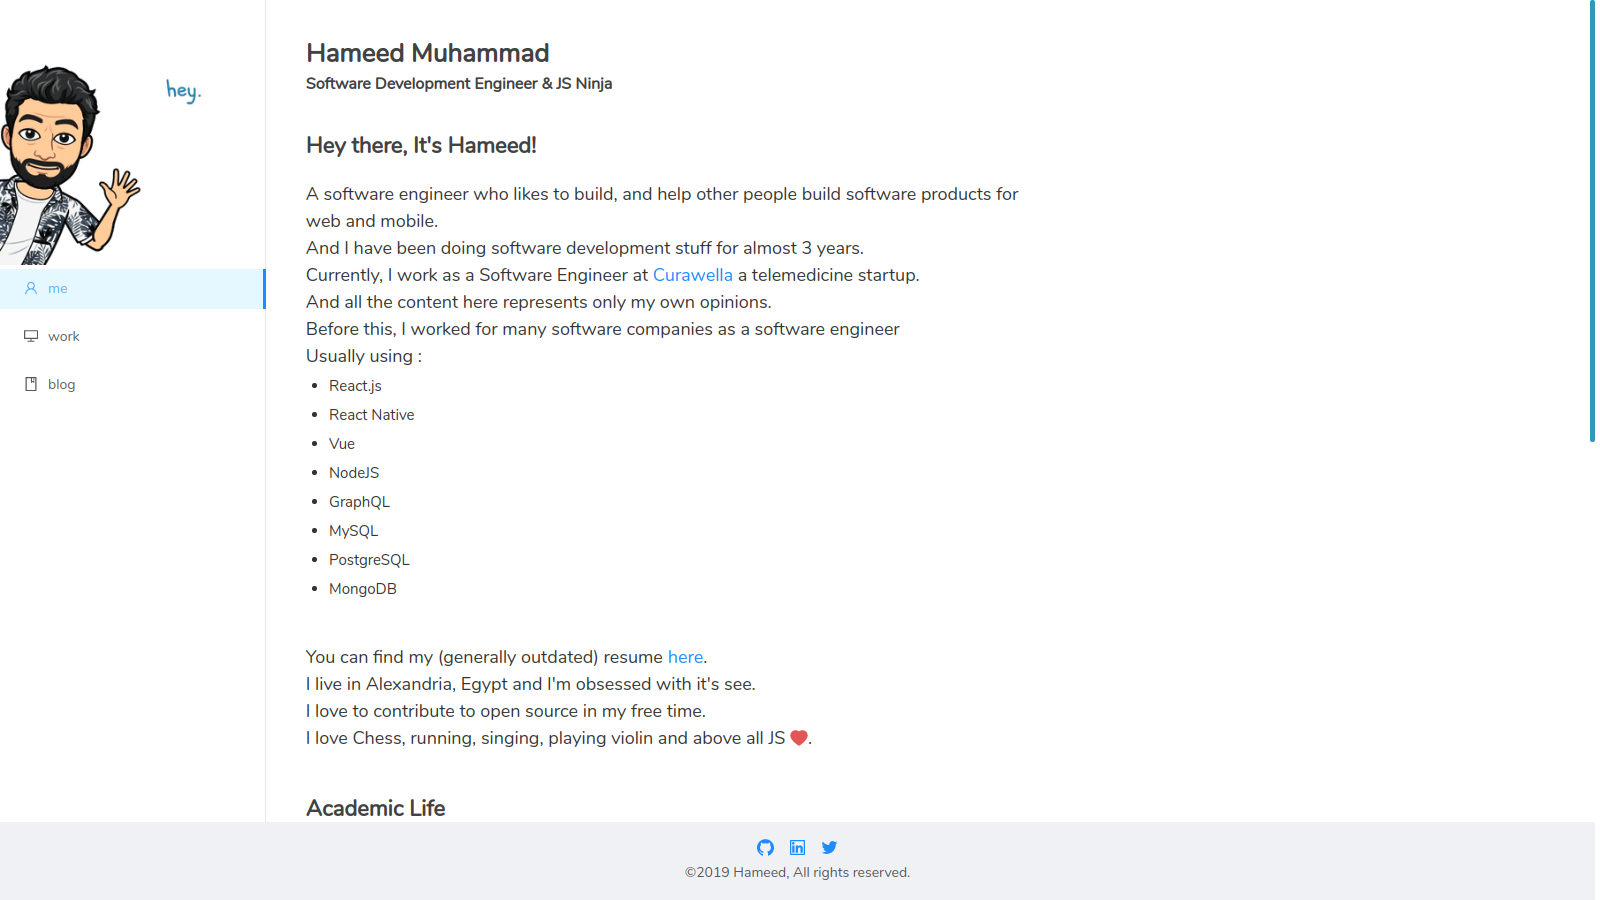 hey.
me
work
blog
Hameed Muhammad
Software Development Engineer & JS Ninja
Hey there, It's Hameed!
A software engineer who likes to build, and help other people build software products for
web and mobile.
And I have been doing software development stuff for almost 3 years.
Currently, I work as a Software Engineer at Curawella a telemedicine startup.
And all the content here represents only my own opinions.
Before this, I worked for many software companies as a software engineer
Usually using :
• React.js
• React Native
• Vue
• NodeJS
• GraphQL
• MySQL
• PostgreSQL
• MongoDB
You can find my (generally outdated) resume here.
I live in Alexandria, Egypt and I'm obsessed with it's see.
I love to contribute to open source in my free time.
I love Chess, running, singing, playing violin and above all JS ❤.
Academic Life
©2019 Hameed, All rights reserved.